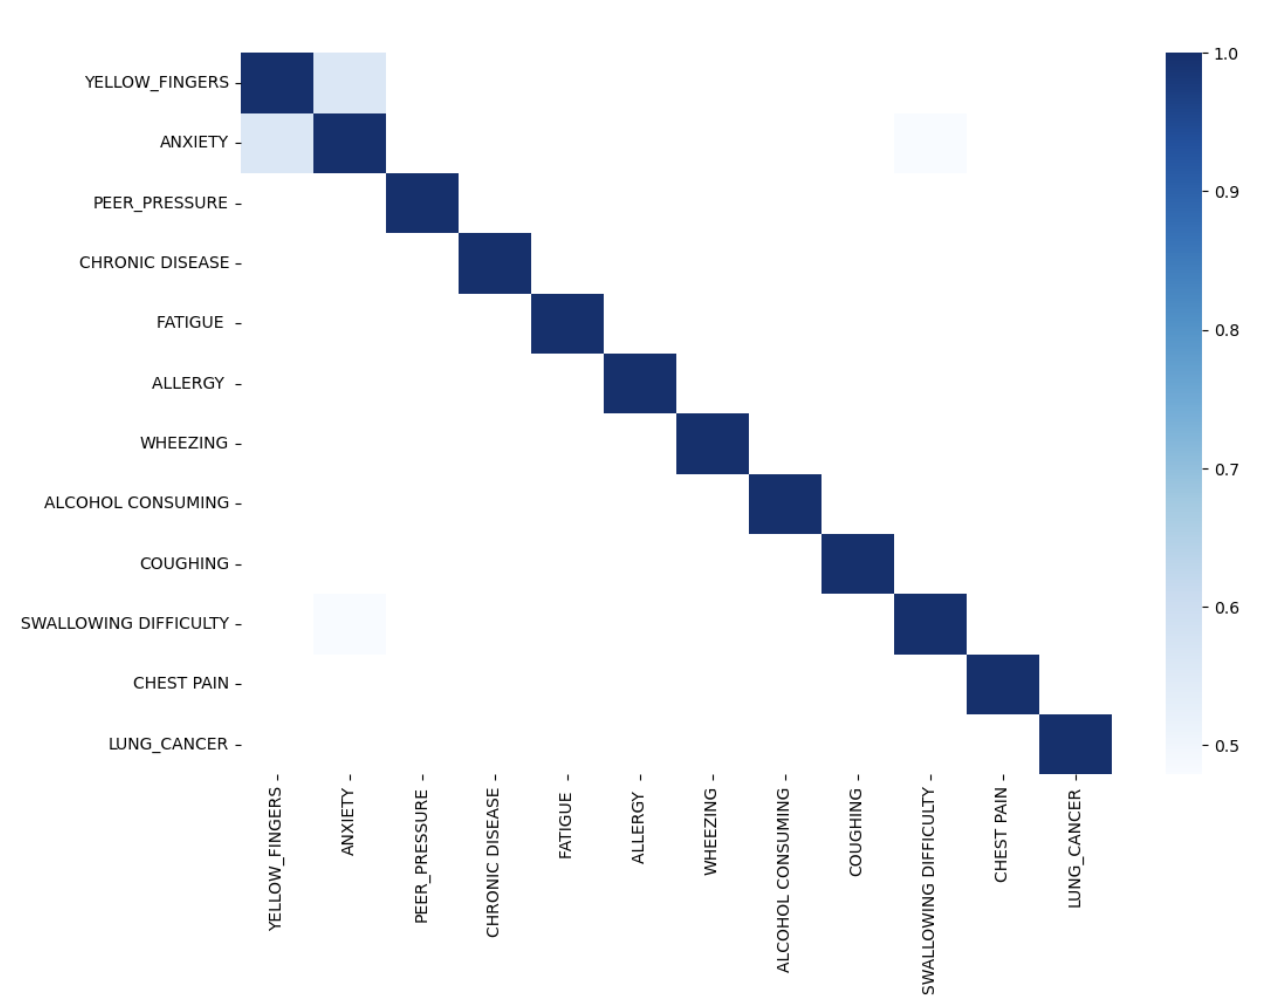 YELLOW_FINGERS
ANXIETY
PEER_PRESSURE
CHRONIC DISEASE
FATIGUE
ALLERGY
WHEEZING
ALCOHOL CONSUMING
COUGHING
SWALLOWING DIFFICULTY
CHEST PAIN
LUNG_CANCER
YELLOW_FINGERS
ANXIETY
PEER_PRESSURE
CHRONIC DISEASE
FATIGUE
ALLERGY
WHEEZING
ALCOHOL CONSUMING
COUGHING
SWALLOWING DIFFICULTY
CHEST PAIN
LUNG_CANCER
1.0
0.9
0.8
0.7
0.6
0.5